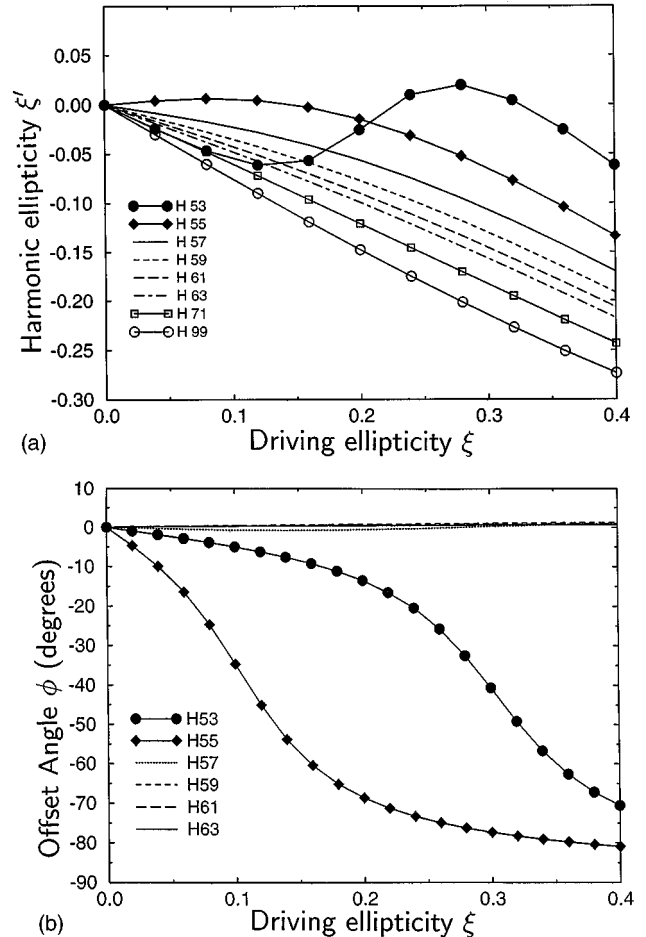 0.05
0.00
-0.05
-0.10
-0.15
-0.20
-0.25
-0.30
Harmonic ellipticity ξ′
H 53
H 55
H 57
H 59
H 61
H 63
H 71
H 99
0.0 0.1 0.2 0.3 0.4
(a) Driving ellipticity ξ
10
0
-10
-20
-30
-40
-50
-60
-70
-80
-90
Offset Angle ϕ (degrees)
H53
H55
H57
H59
H61
H63
0.0 0.1 0.2 0.3 0.4
(b) Driving ellipticity ξ